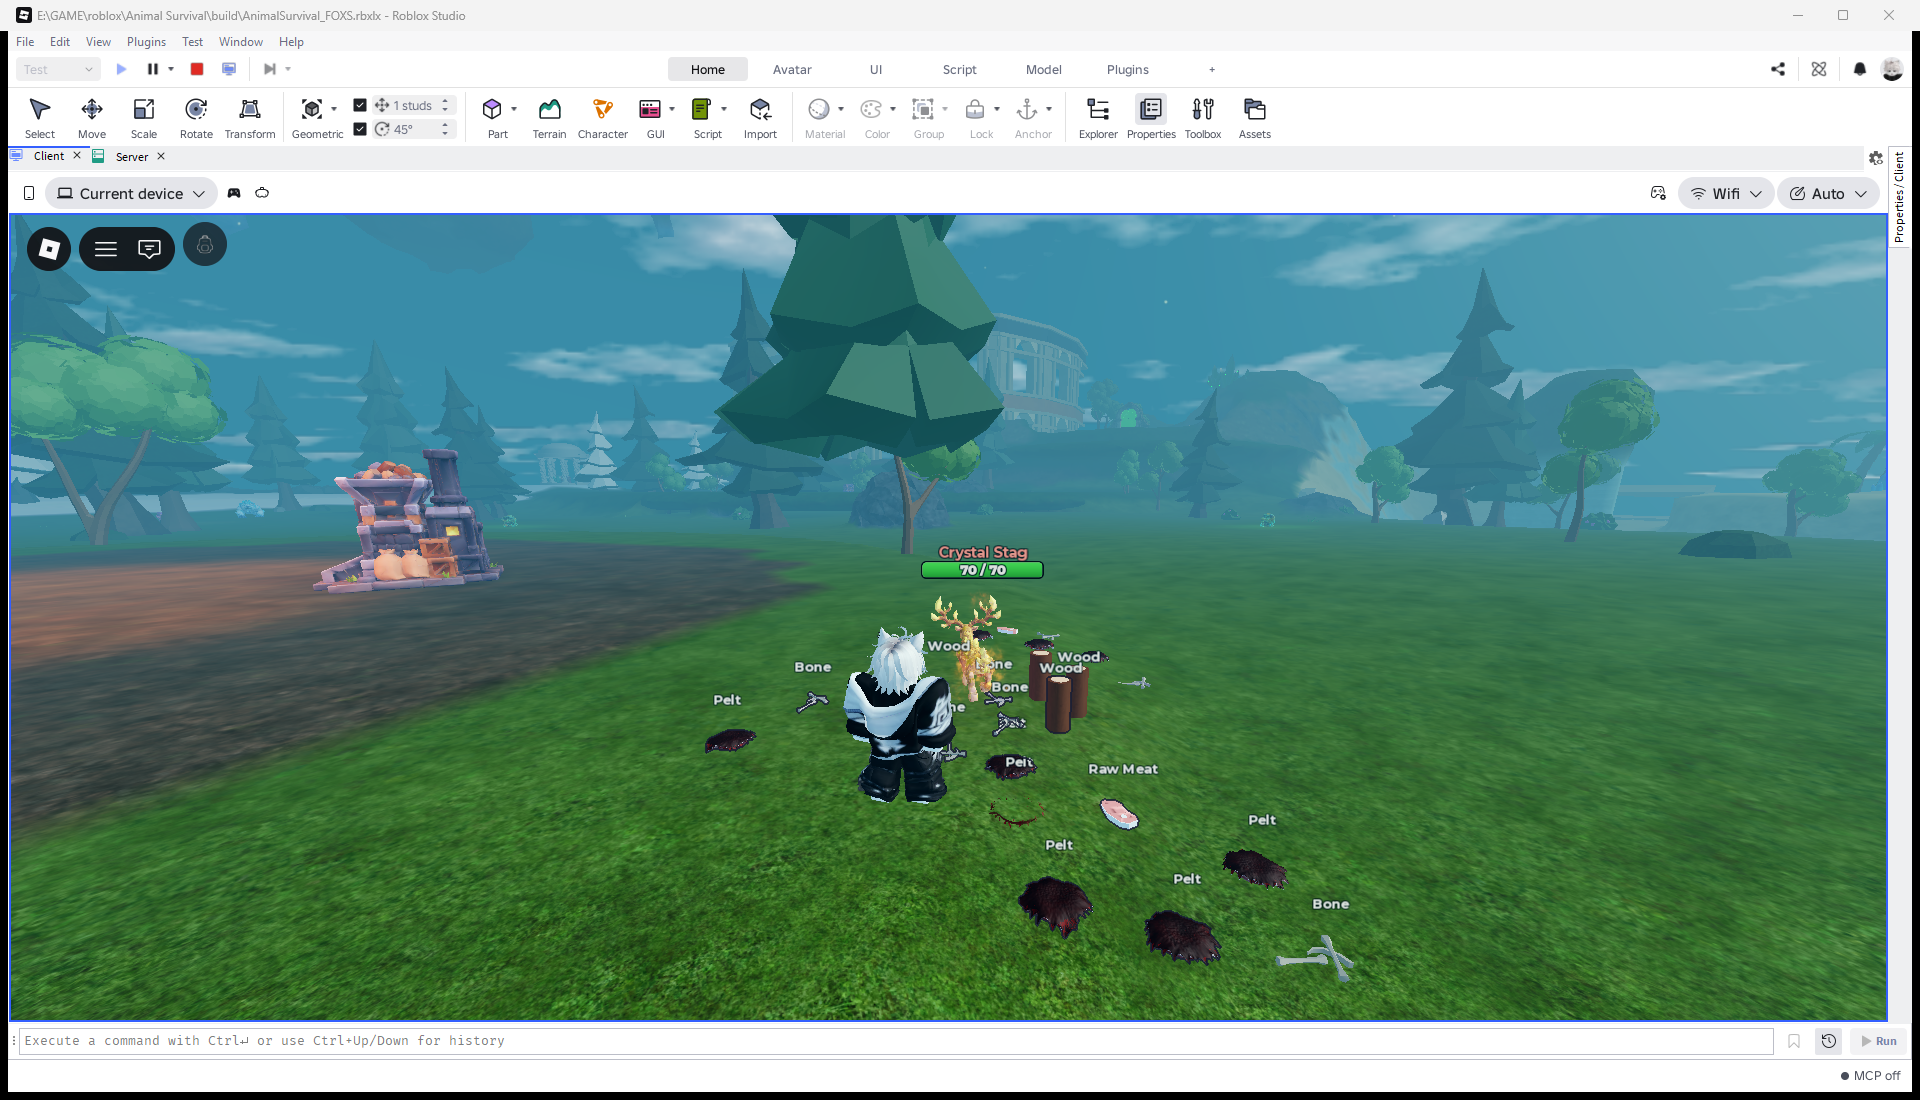 E:\GAME\roblox\Animal Survival\build\AnimalSurvival_FOXS.rbxlx - Roblox Studio
File Edit View Plugins Test Window Help
Test
Home Avatar UI Script Model Plugins +
1 studs
45°
Select Move Scale Rotate Transform Geometric Part Terrain Character GUI Script Import Material Color Group Lock Anchor Explorer Properties Toolbox Assets
Client Server
Properties / Client
Current device
Wifi Auto
Crystal Stag
70 / 70
Wood
Wood
Wood
Bone
Bone
Pelt
Pelt
Raw Meat
Pelt
Pelt
Pelt
Bone
Execute a command with Ctrl↵ or use Ctrl+Up/Down for history
Run
MCP off